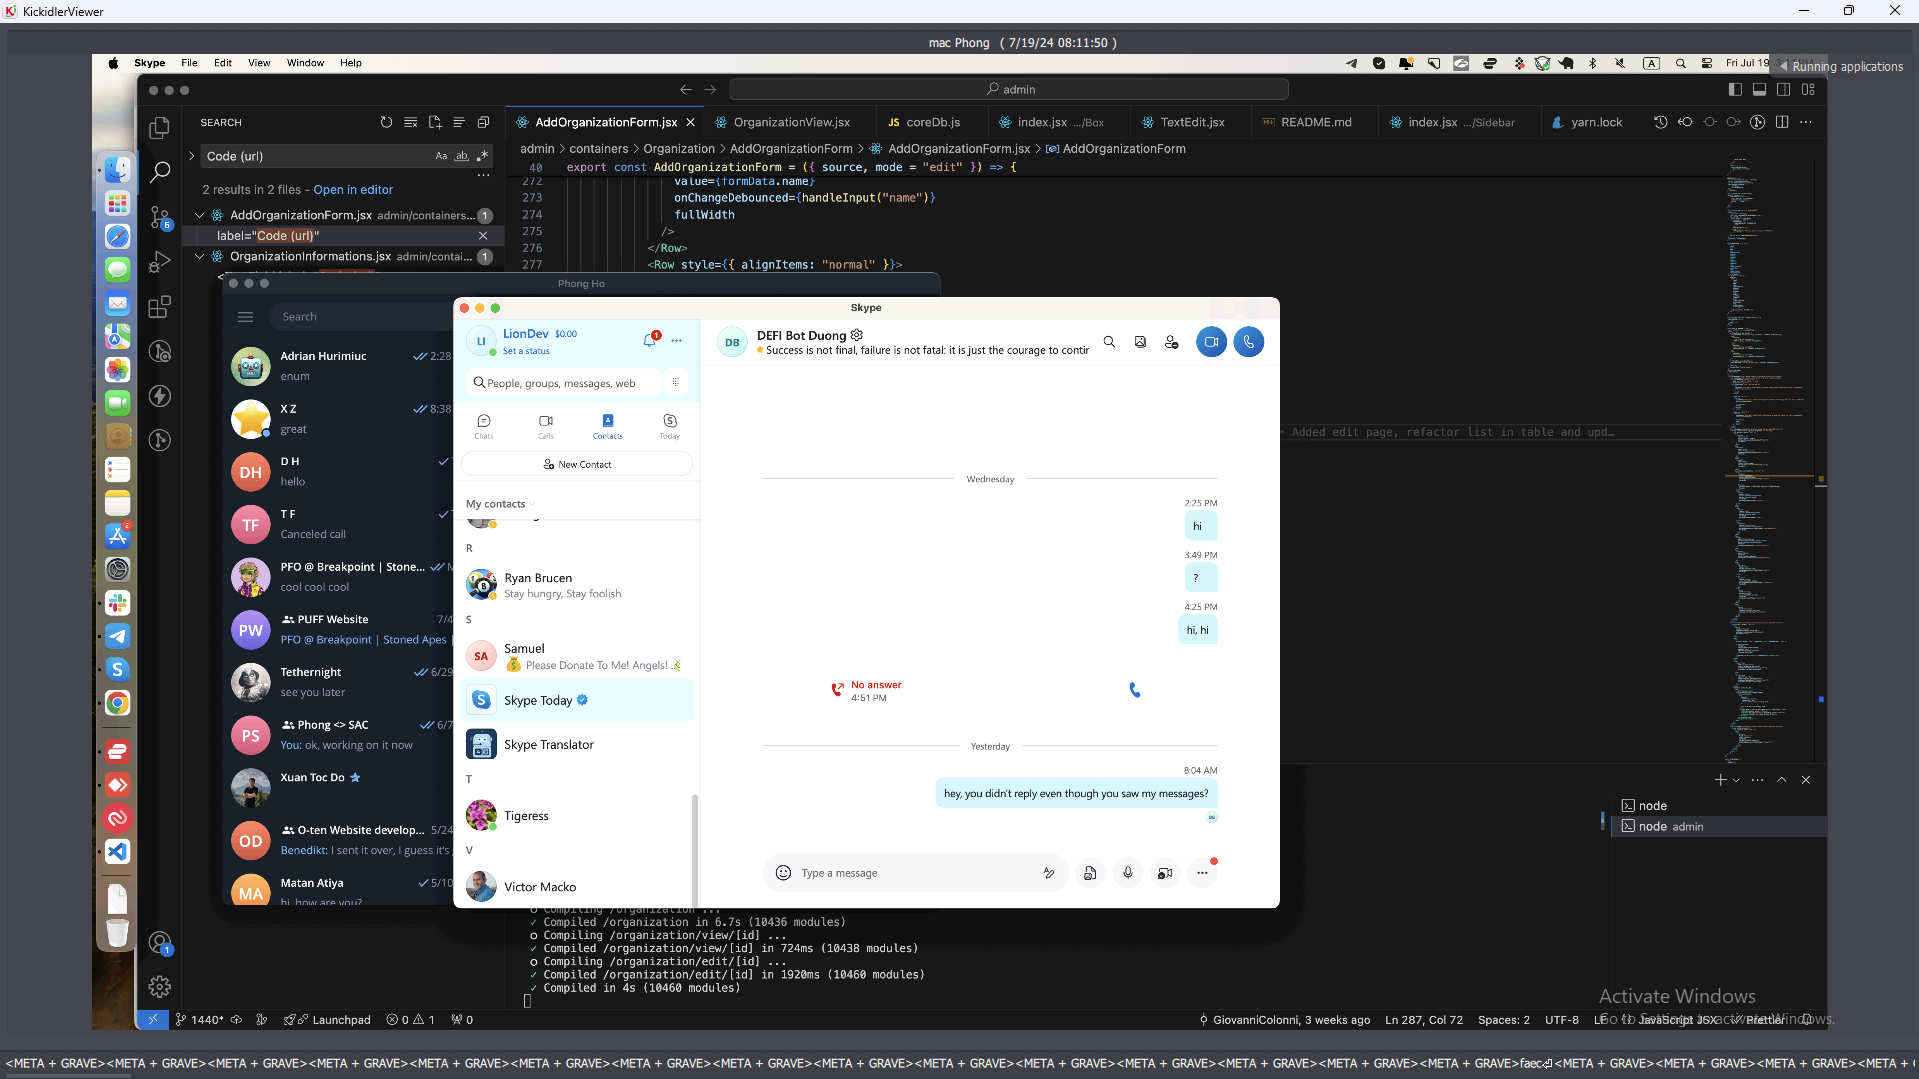 KickidlerViewer
mac Phong ( 7/19/24 08:11:50 )
Skype File Edit View Window Help
A
Fri Jul 19
Running applications
admin
SEARCH
AddOrganizationForm.jsx
OrganizationView.jsx
JS coreDb.js
index.jsx .../Box
TextEdit.jsx
README.md
index.jsx .../Sidebar
yarn.lock
Code (url)
Aa ab
2 results in 2 files - Open in editor
AddOrganizationForm.jsx admin/containers... 1
label="Code (url)"
OrganizationInformations.jsx admin/contai... 1
5
admin > containers > Organization > AddOrganizationForm > AddOrganizationForm.jsx > AddOrganizationForm
40 export const AddOrganizationForm = ({ source, mode = "edit" }) => {
272 value={formData.name}
273 onChangeDebounced={handleInput("name")}
274 fullWidth
275 />
276 </Row>
277 <Row style={{ alignItems: "normal" }}>
Added edit page, refactor list in table and upd…
Phong Ho
Search
Adrian Hurimiuc 2:28
enum
X Z 8:38
great
DH
D H
hello
TF
T F
Canceled call
PFO @ Breakpoint | Stone...
cool cool cool
PW
PUFF Website 7/4
PFO @ Breakpoint | Stoned Apes
Tethernight 6/29
see you later
PS
Phong <> SAC 6/7
You: ok, working on it now
Xuan Toc Do
OD
O-ten Website develop... 5/24
Benedikt: I sent it over, I guess it's
MA
Matan Atiya 5/10
hi, how are you?
Skype
LI
LionDev $0.00
Set a status
1
People, groups, messages, web
Chats Calls Contacts Today
New Contact
My contacts
R
Ryan Brucen
Stay hungry, Stay foolish
S
SA
Samuel
Please Donate To Me! Angels!
Skype Today
Skype Translator
T
Tigeress
V
Victor Macko
DB
DEFI Bot Duong
Success is not final, failure is not fatal: it is just the courage to contir
Wednesday
2:25 PM
hi
3:49 PM
?
4:25 PM
hi, hi
No answer
4:51 PM
Yesterday
8:04 AM
hey, you didn't reply even though you saw my messages?
DB
Type a message
node
node admin
Compiling /organization ...
✓ Compiled /organization in 6.7s (10436 modules)
○ Compiling /organization/view/[id] ...
✓ Compiled /organization/view/[id] in 724ms (10438 modules)
○ Compiling /organization/edit/[id] ...
✓ Compiled /organization/edit/[id] in 1920ms (10460 modules)
✓ Compiled in 4s (10460 modules)
2
1
Activate Windows
Go to Settings to activate Windows.
1440* Launchpad 0 1 0
GiovanniColonni, 3 weeks ago Ln 287, Col 72 Spaces: 2 UTF-8 LF JavaScript JSX Prettier
<META + GRAVE><META + GRAVE><META + GRAVE><META + GRAVE><META + GRAVE><META + GRAVE><META + GRAVE><META + GRAVE><META + GRAVE><META + GRAVE><META + GRAVE><META + GRAVE><META + GRAVE><META + GRAVE><META + GRAVE>faec⏎<META + GRAVE><META + GRAVE><META + GRAVE><META +